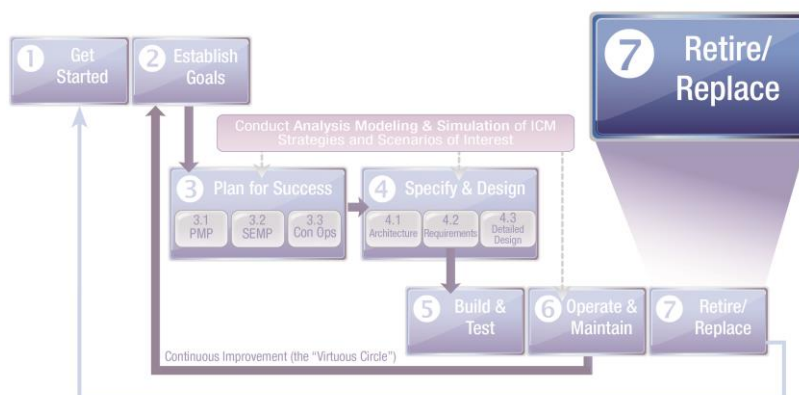 1 Get
Started
2 Establish
Goals
7 Retire/
Replace
Conduct Analysis Modeling & Simulation of ICM
Strategies and Scenarios of Interest
3 Plan for Success
3.1
PMP
3.2
SEMP
3.3
Con Ops
4 Specify & Design
4.1
Architecture
4.2
Requirements
4.3
Detailed
Design
5 Build &
Test
6 Operate &
Maintain
7 Retire/
Replace
Continuous Improvement (the “Virtuous Circle”)